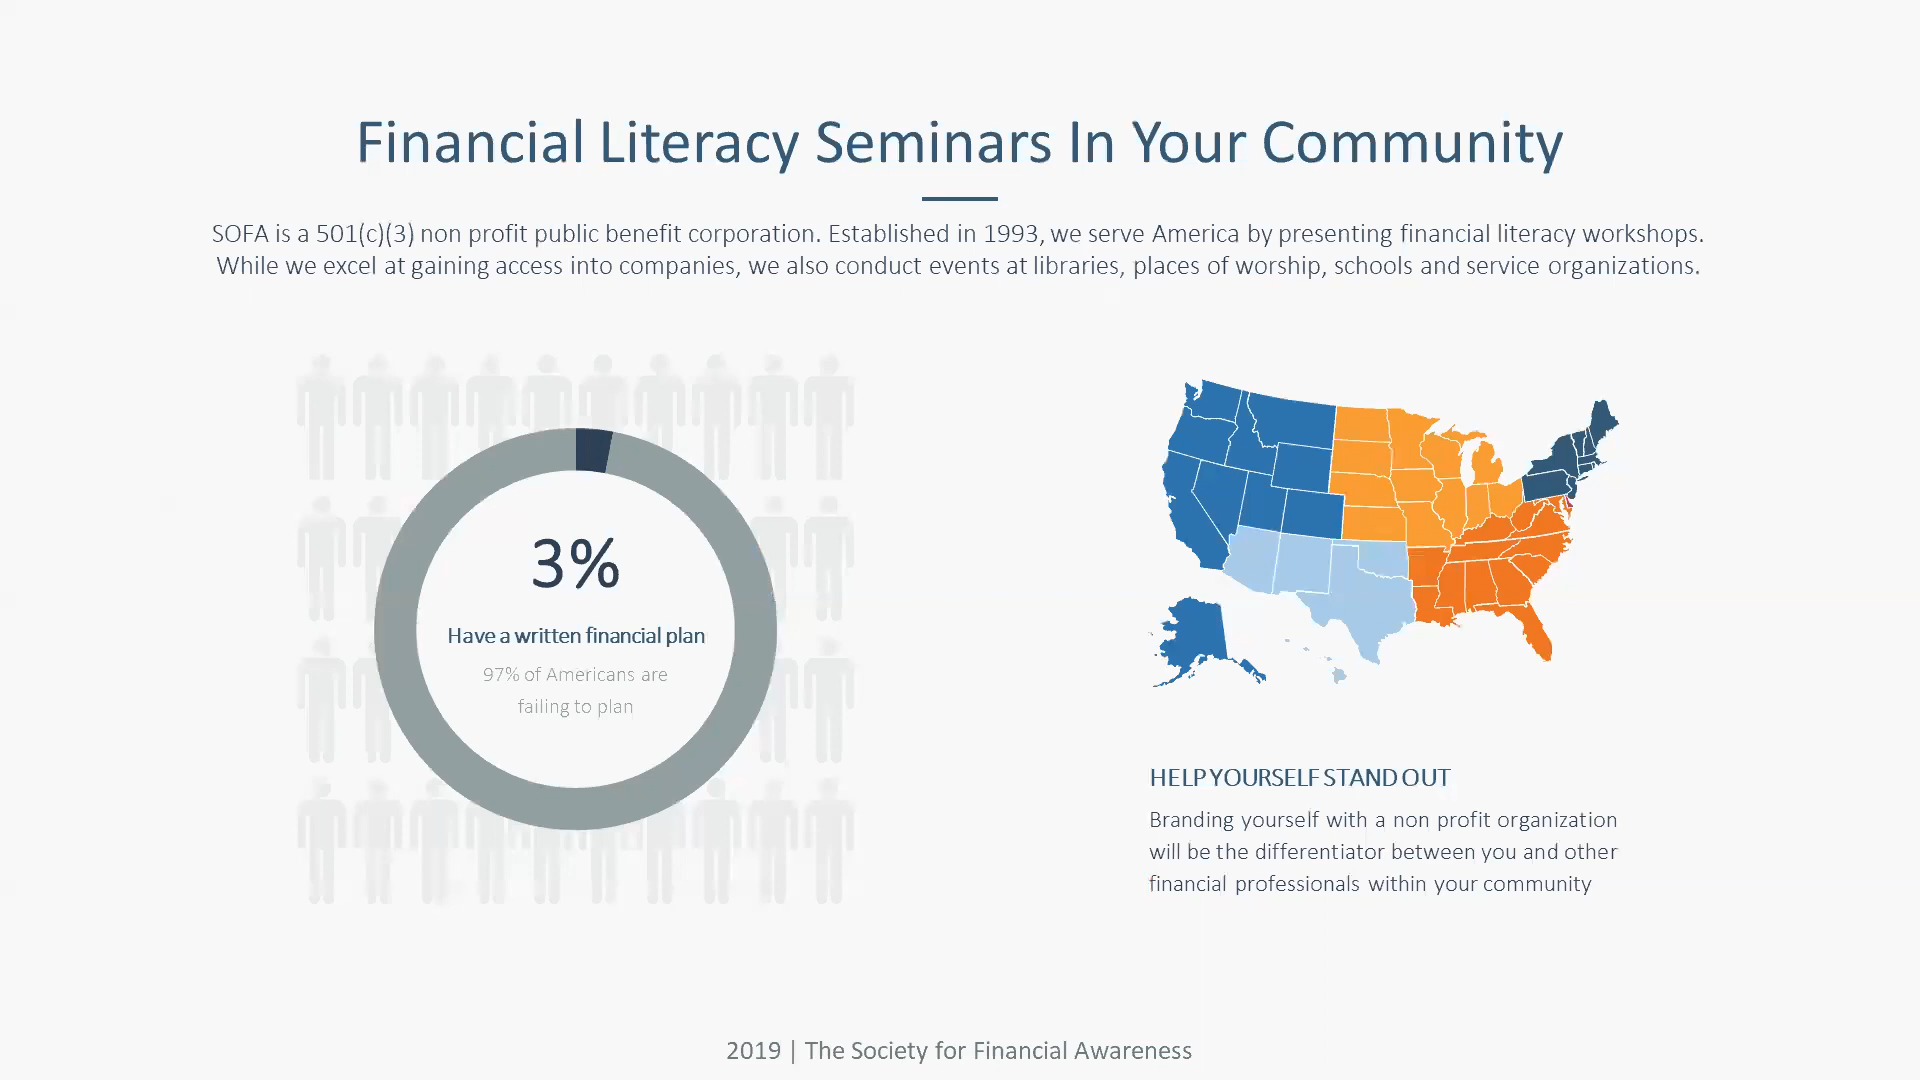 Financial Literacy Seminars In Your Community
SOFA is a 501(c)(3) non profit public benefit corporation. Established in 1993, we serve America by presenting financial literacy workshops.
While we excel at gaining access into companies, we also conduct events at libraries, places of worship, schools and service organizations.
3%
Have a written financial plan
97% of Americans are
failing to plan
HELP YOURSELF STAND OUT
Branding yourself with a non profit organization
will be the differentiator between you and other
financial professionals within your community
2019 | The Society for Financial Awareness